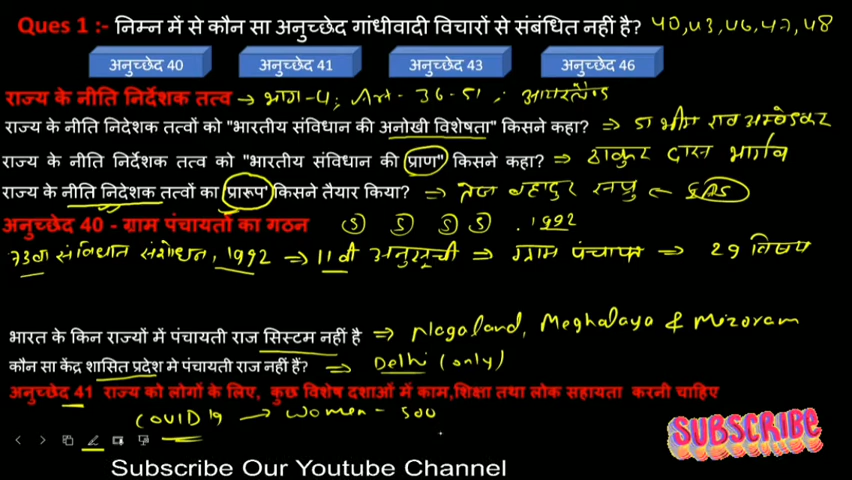 Ques 1 :- निम्न में से कौन सा अनुच्छेद गांधीवादी विचारों से संबंधित नहीं है? 40, 43, 46, 47, 48
अनुच्छेद 40 अनुच्छेद 41 अनुच्छेद 43 अनुच्छेद 46
राज्य के नीति निर्देशक तत्व → भाग-4; Art- 36-51; आयरलैण्ड
राज्य के नीति निदेशक तत्वों को "भारतीय संविधान की अनोखी विशेषता" किसने कहा? ⇒ डा भीम राव अम्बेडकर
राज्य के नीति निर्देशक तत्व को "भारतीय संविधान की प्राण" किसने कहा? ⇒ ठाकुर दास भार्गव
राज्य के नीति निदेशक तत्वों का प्रारूप' किसने तैयार किया? ⇒ तेज बहादुर सप्रु
अनुच्छेद 40 - ग्राम पंचायतों का गठन 1992
73वा संविधान संशोधन, 1992 ⇒ 11वी अनुसूची ⇒ ग्राम पंचायत ⇒ 29 विषय
भारत के किन राज्यों में पंचायती राज सिस्टम नहीं है ⇒ Nagaland, Meghalaya & Mizoram
कौन सा केंद्र शासित प्रदेश मे पंचायती राज नहीं हैं? ⇒ Delhi (only)
अनुच्छेद 41 राज्य को लोगों के लिए, कुछ विशेष दशाओं में काम,शिक्षा तथा लोक सहायता करनी चाहिए
COVID 19 → Women - 500
SUBSCRIBE
Subscribe Our Youtube Channel